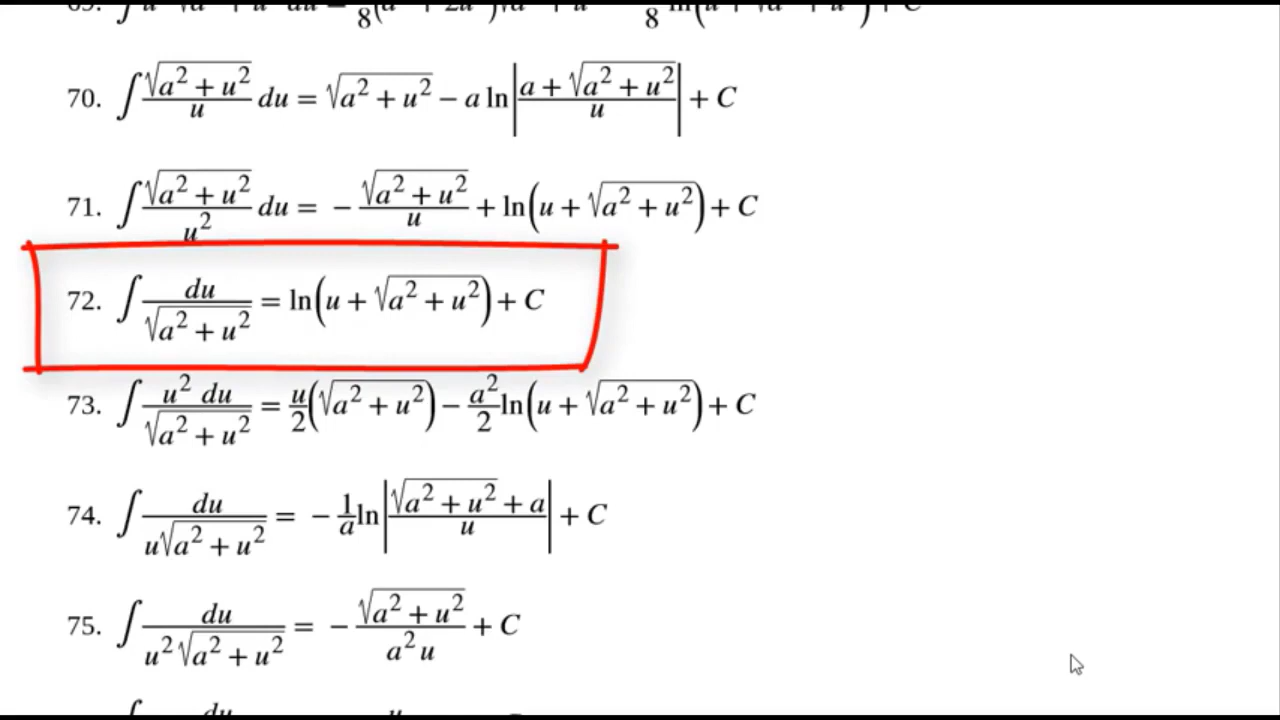 70. ∫ √(a² + u²)/u du = √(a² + u²) − a ln|(a + √(a² + u²))/u| + C
71. ∫ √(a² + u²)/u² du = − √(a² + u²)/u + ln(u + √(a² + u²)) + C
72. ∫ du/√(a² + u²) = ln(u + √(a² + u²)) + C
73. ∫ u² du/√(a² + u²) = u/2(√(a² + u²)) − a²/2 ln(u + √(a² + u²)) + C
74. ∫ du/(u√(a² + u²)) = − 1/a ln|(√(a² + u²) + a)/u| + C
75. ∫ du/(u²√(a² + u²)) = − √(a² + u²)/(a² u) + C